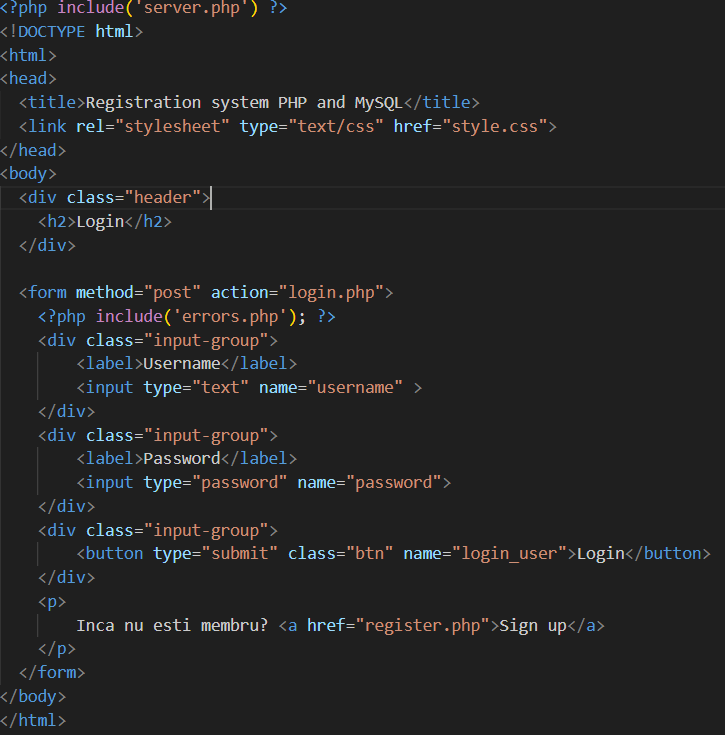 <?php include('server.php') ?>
<!DOCTYPE html>
<html>
<head>
  <title>Registration system PHP and MySQL</title>
  <link rel="stylesheet" type="text/css" href="style.css">
</head>
<body>
  <div class="header">
    <h2>Login</h2>
  </div>

  <form method="post" action="login.php">
    <?php include('errors.php'); ?>
    <div class="input-group">
        <label>Username</label>
        <input type="text" name="username" >
    </div>
    <div class="input-group">
        <label>Password</label>
        <input type="password" name="password">
    </div>
    <div class="input-group">
        <button type="submit" class="btn" name="login_user">Login</button>
    </div>
    <p>
        Inca nu esti membru? <a href="register.php">Sign up</a>
    </p>
  </form>
</body>
</html>